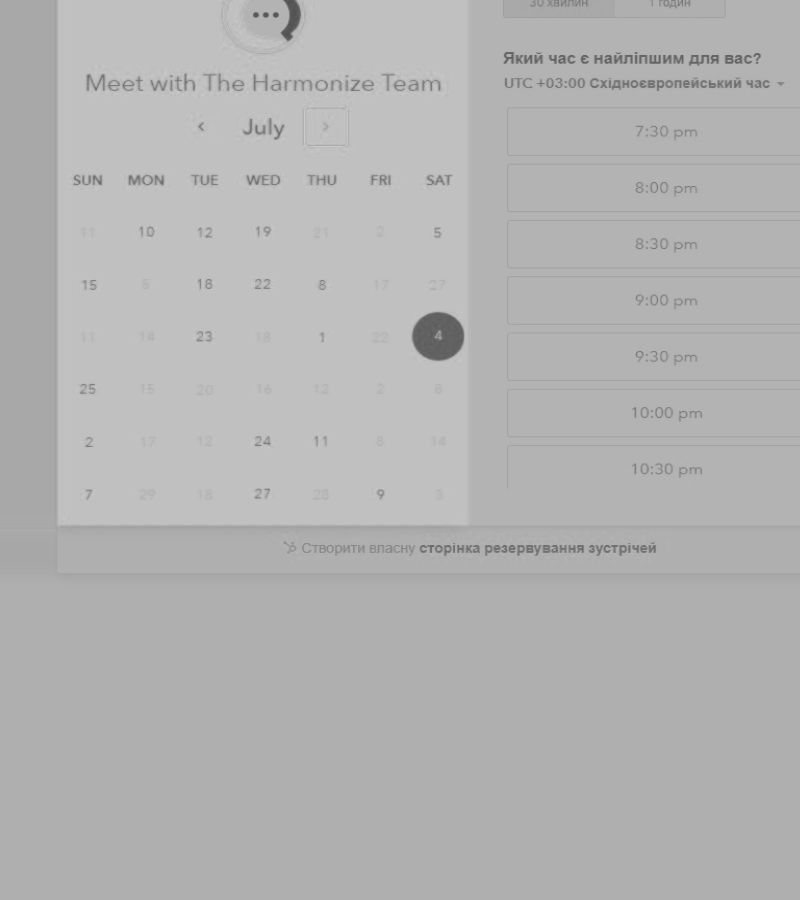 Meet with The Harmonize Team
July
SUN MON TUE WED THU FRI SAT
11 10 12 19 21 2 5
15 18 22 8 17 27
11 14 23 18 1 22 4
25 15 20 16 12 2 8
2 17 12 24 11 8 14
7 29 18 27 28 9 3
30 хвилин 1 годин
Який час є найліпшим для вас?
UTC +03:00 Східноєвропейський час
7:30 pm
8:00 pm
8:30 pm
9:00 pm
9:30 pm
10:00 pm
10:30 pm
Створити власну сторінка резервування зустрічей